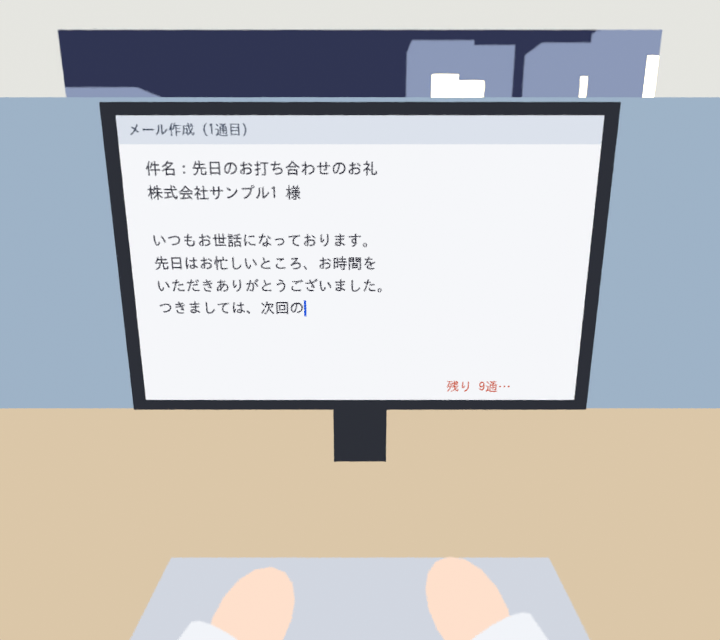 メール作成（1通目）
件名：先日のお打ち合わせのお礼
株式会社サンプル1 様
いつもお世話になっております。
先日はお忙しいところ、お時間を
いただきありがとうございました。
つきましては、次回の
残り 9通…